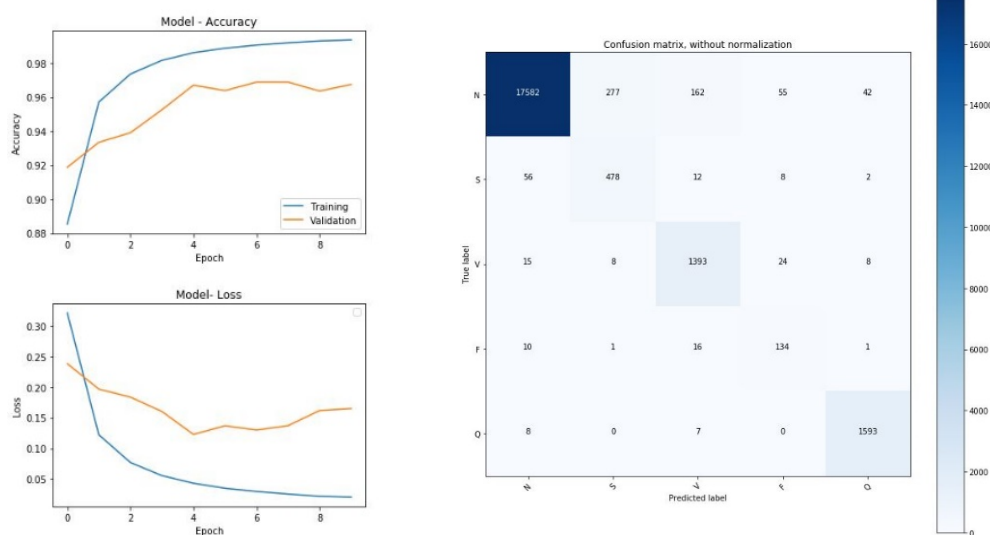 Model - Accuracy
0.98
0.96
0.94
0.92
0.90
0.88
Accuracy
0 2 4 6 8
Epoch
Training
Validation
Model- Loss
0.30
0.25
0.20
0.15
0.10
0.05
Loss
0 2 4 6 8
Epoch
Confusion matrix, without normalization
N 17582 277 162 55 42
S 56 478 12 8 2
V 15 8 1393 24 8
F 10 1 16 134 1
Q 8 0 7 0 1593
True label
N S V F Q
Predicted label
16000
14000
12000
10000
8000
6000
4000
2000
0